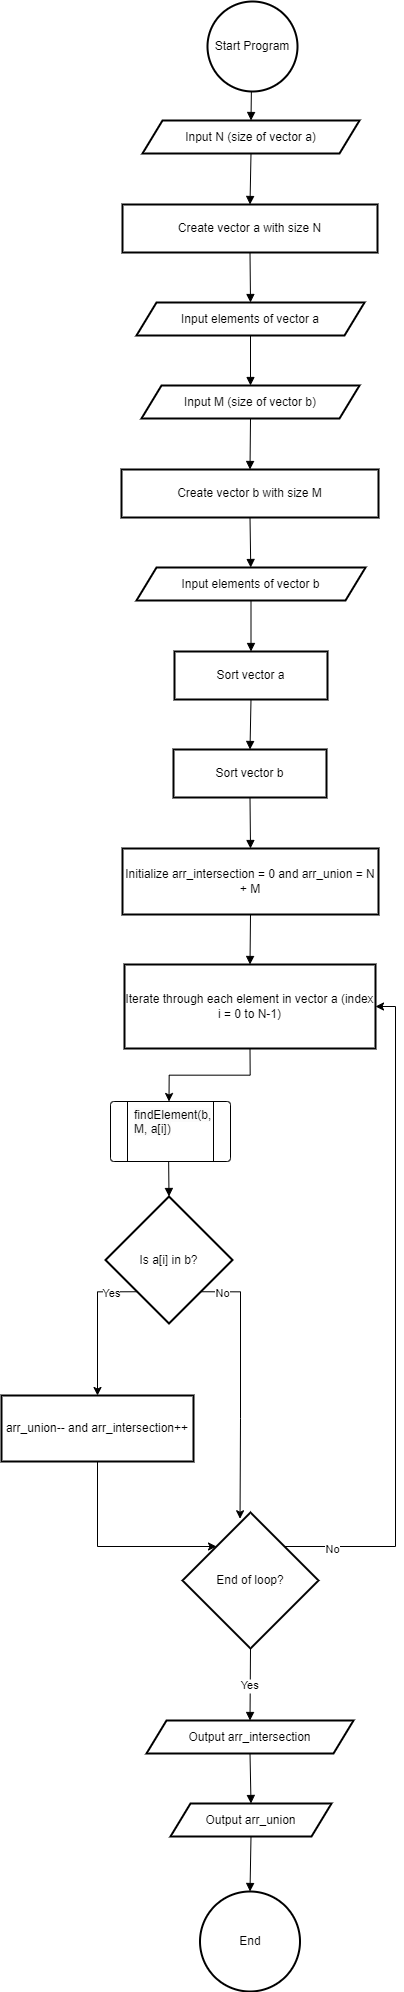 Start Program
Input N (size of vector a)
Create vector a with size N
Input elements of vector a
Input M (size of vector b)
Create vector b with size M
Input elements of vector b
Sort vector a
Sort vector b
Initialize arr_intersection = 0 and arr_union = N
+ M
Iterate through each element in vector a (index
i = 0 to N-1)
findElement(b,
M, a[i])
Is a[i] in b?
Yes
No
arr_union-- and arr_intersection++
No
End of loop?
Yes
Output arr_intersection
Output arr_union
End